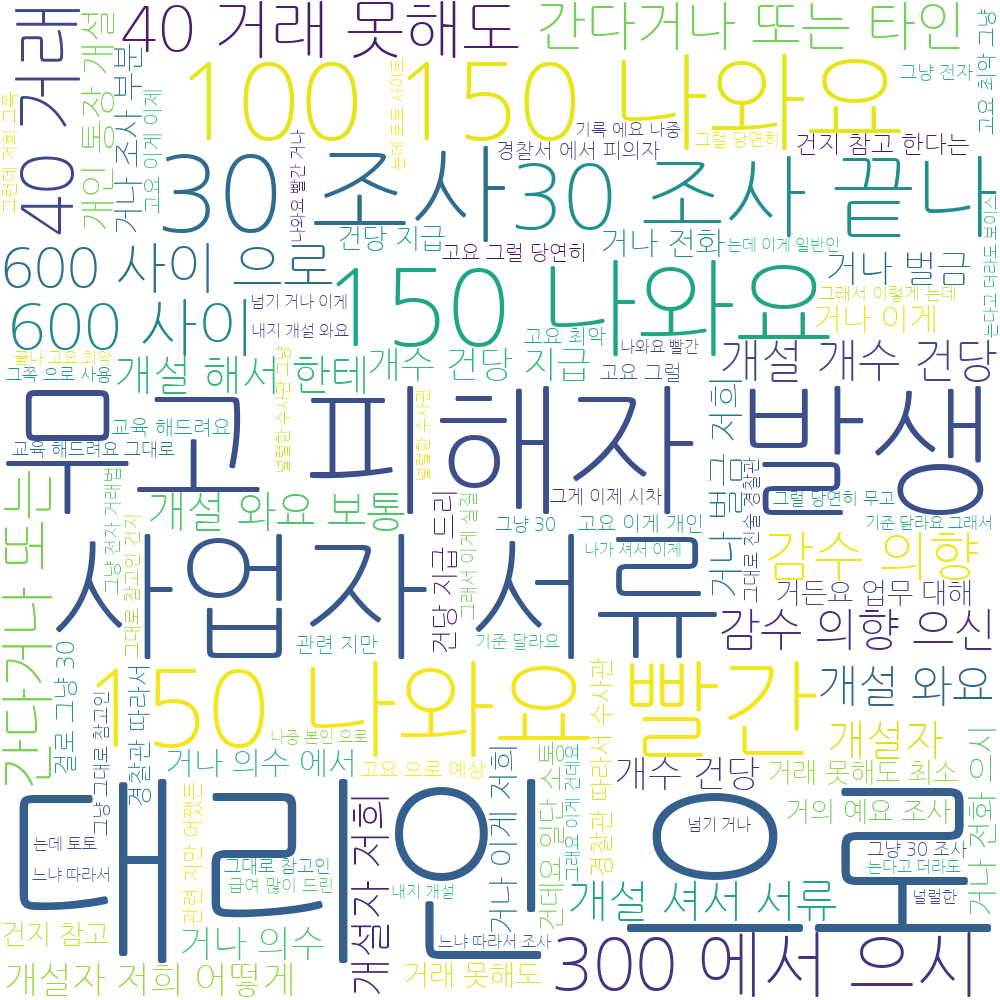 40 거래 못해도
간다거나 또는 타인
40 거래
개인 통장 개설
거나 조사 부분
고요 이게 이제
그런데 저희 그쪽
100 150 나와요
는데 토토 사이트
그냥 전자
고요 최악 그냥
기록 에요 나중
그럴 당연히
건지 참고 한다는
경찰서 에서 피의자
나와요 빨간 거나
30 조사
30 조사 끝나
건당 지급
고요 그럴 당연히
거나 전화
는데 이게 일반인
는다고 더라도 보이스
600 사이 으로
150 나와요
거나 벌금
그래서 이렇게 는데
넘기 거나 이게
600 사이
내지 개설 와요
거나 이게
고요 최악
나와요 빨간
끝나 고요 최악
그쪽 으로 사용
개설 해서 한테
개수 건당 지급
고요 그럴
개설 개수 건당
널럴한 수사관 그냥
널럴한 수사관
거나 벌금 저희
무고 피해자 발생
교육 해드려요
교육 해드려요 그대로
그냥 전자 거래법
그대로 참고인 건지
개설 와요 보통
건당 지급 드리
그래서 이게 실질
그게 이제 시차
그냥 30
고요 이게 개인
그대로 진술 경찰관
그럴 당연히 무고
기준 달라요 그래서
간다거나 또는
사업자 서류
나가 셔서 이제
감수 의향
거든요 업무 대해
관련 지만
기준 달라요
감수 의향 으신
걸로 그냥 30
그냥 그대로 참고인
경찰관 따라서
150 나와요 빨간
경찰관 따라서 수사관
개설 와요
나중 본인 으로
개설자
거나 의수 에서
고요 으로 예상
개수 건당
거래 못해도 최소
거나 전화 으시
관련 지만 어쨌든
개설자 저희
거나 이게 저희
건데요 일단 소통
그래요 이게 건데요
대리인 으로
거의 예요 조사
넘기 거나
는데 토토
그냥 30 조사
느냐 따라서
그대로 참고인
급여 많이 드린
내지 개설
개설 셔서 서류
는다고 더라도
널럴한
건지 참고
거나 의수
느냐 따라서 조사
300 에서 으시
개설자 저희 어떻게
거래 못해도